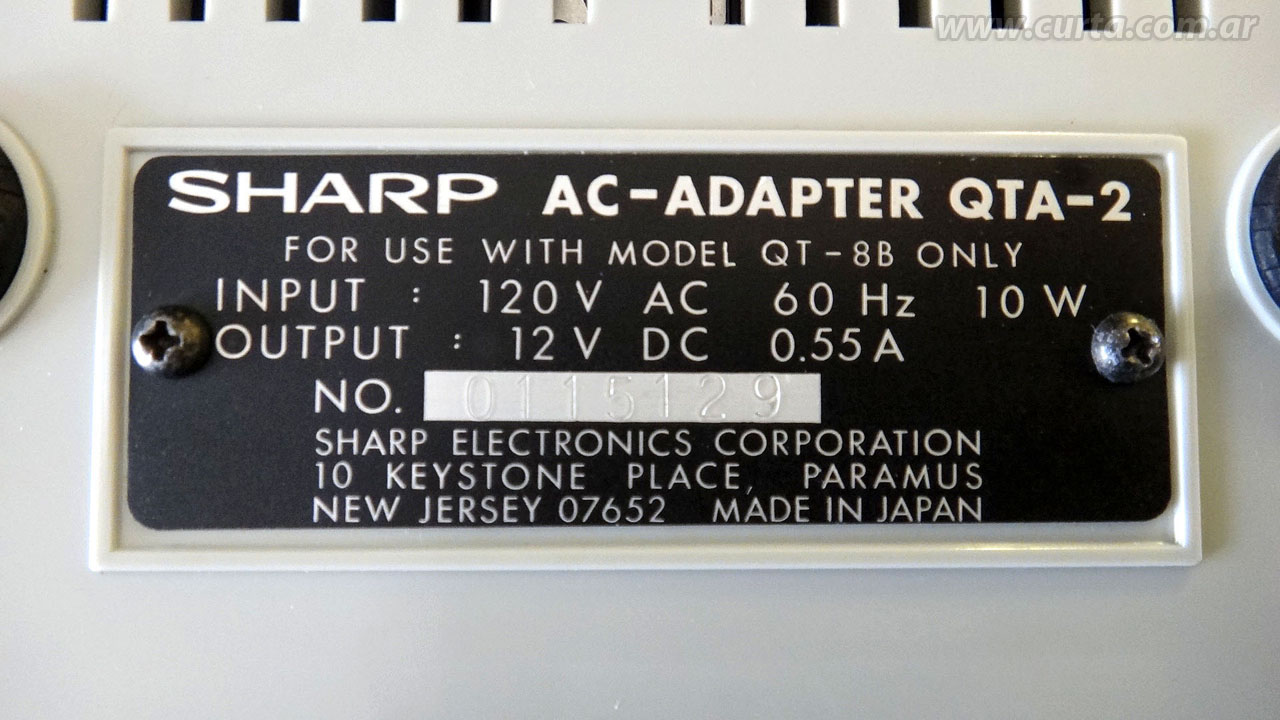 www.curta.com.ar
SHARP AC-ADAPTER QTA-2
FOR USE WITH MODEL QT-8B ONLY
INPUT : 120 V AC 60 Hz 10 W
OUTPUT : 12 V DC 0.55 A
NO. 0115129
SHARP ELECTRONICS CORPORATION
10 KEYSTONE PLACE, PARAMUS
NEW JERSEY 07652 MADE IN JAPAN